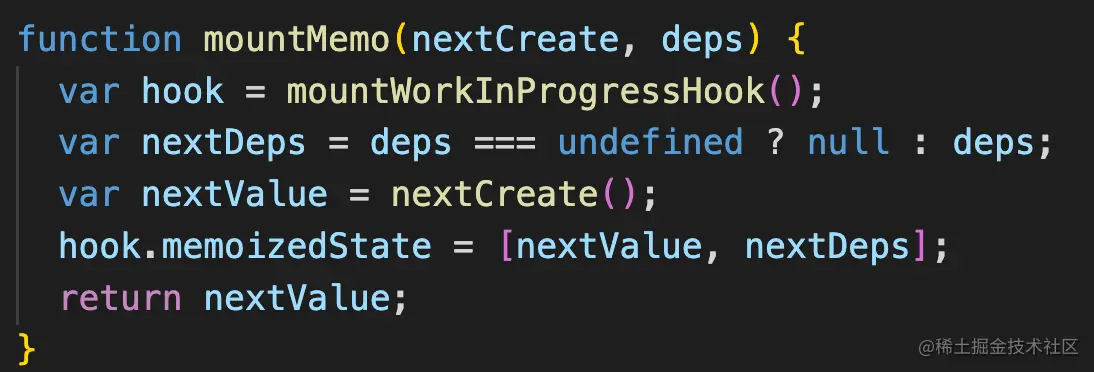 function mountMemo(nextCreate, deps) {
  var hook = mountWorkInProgressHook();
  var nextDeps = deps === undefined ? null : deps;
  var nextValue = nextCreate();
  hook.memoizedState = [nextValue, nextDeps];
  return nextValue;
}
@稀土掘金技术社区